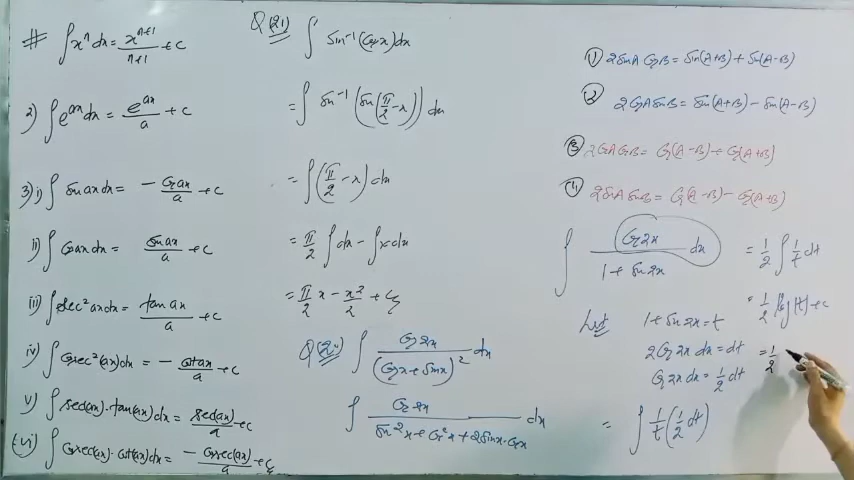 # ∫xⁿdx = xⁿ⁺¹/n+1 + c
2) ∫e^(ax)dx = e^(ax)/a + c
3) i) ∫sin ax dx = - Cos ax/a + c
ii) ∫Cos ax dx = sin ax/a + c
iii) ∫sec² ax dx = tan ax/a + c
iv) ∫Cosec²(ax)dx = - cot ax/a + c
v) ∫sec(ax)·tan(ax)dx = sec(ax)/a + c
(vi) ∫Cosec(ax)·cot(ax)dx = - Cosec(ax)/a + c
Q(21) ∫ sin⁻¹(Cos x)dx
= ∫ sin⁻¹(sin(π/2 - x)) dx
= ∫(π/2 - x) dx
= π/2 ∫dx - ∫x dx
= π/2 x - x²/2 + c
Q(22) ∫ Cos 2x/(Cos x + sin x)² dx
∫ Cos 2x/sin²x + Cos²x + 2 sin x·Cos x dx
① 2 sin A Cos B = sin(A+B) + sin(A-B)
② 2 Cos A sin B = sin(A+B) - sin(A-B)
③ 2 Cos A Cos B = Cos(A-B) + Cos(A+B)
④ 2 sin A sin B = Cos(A-B) - Cos(A+B)
∫ Cos 2x/1 + sin 2x dx = 1/2 ∫ 1/t dt
= 1/2 log|t| + c
Let 1 + sin 2x = t
2 Cos 2x dx = dt
= 1/2
Cos 2x dx = 1/2 dt
= ∫ 1/t (1/2 dt)